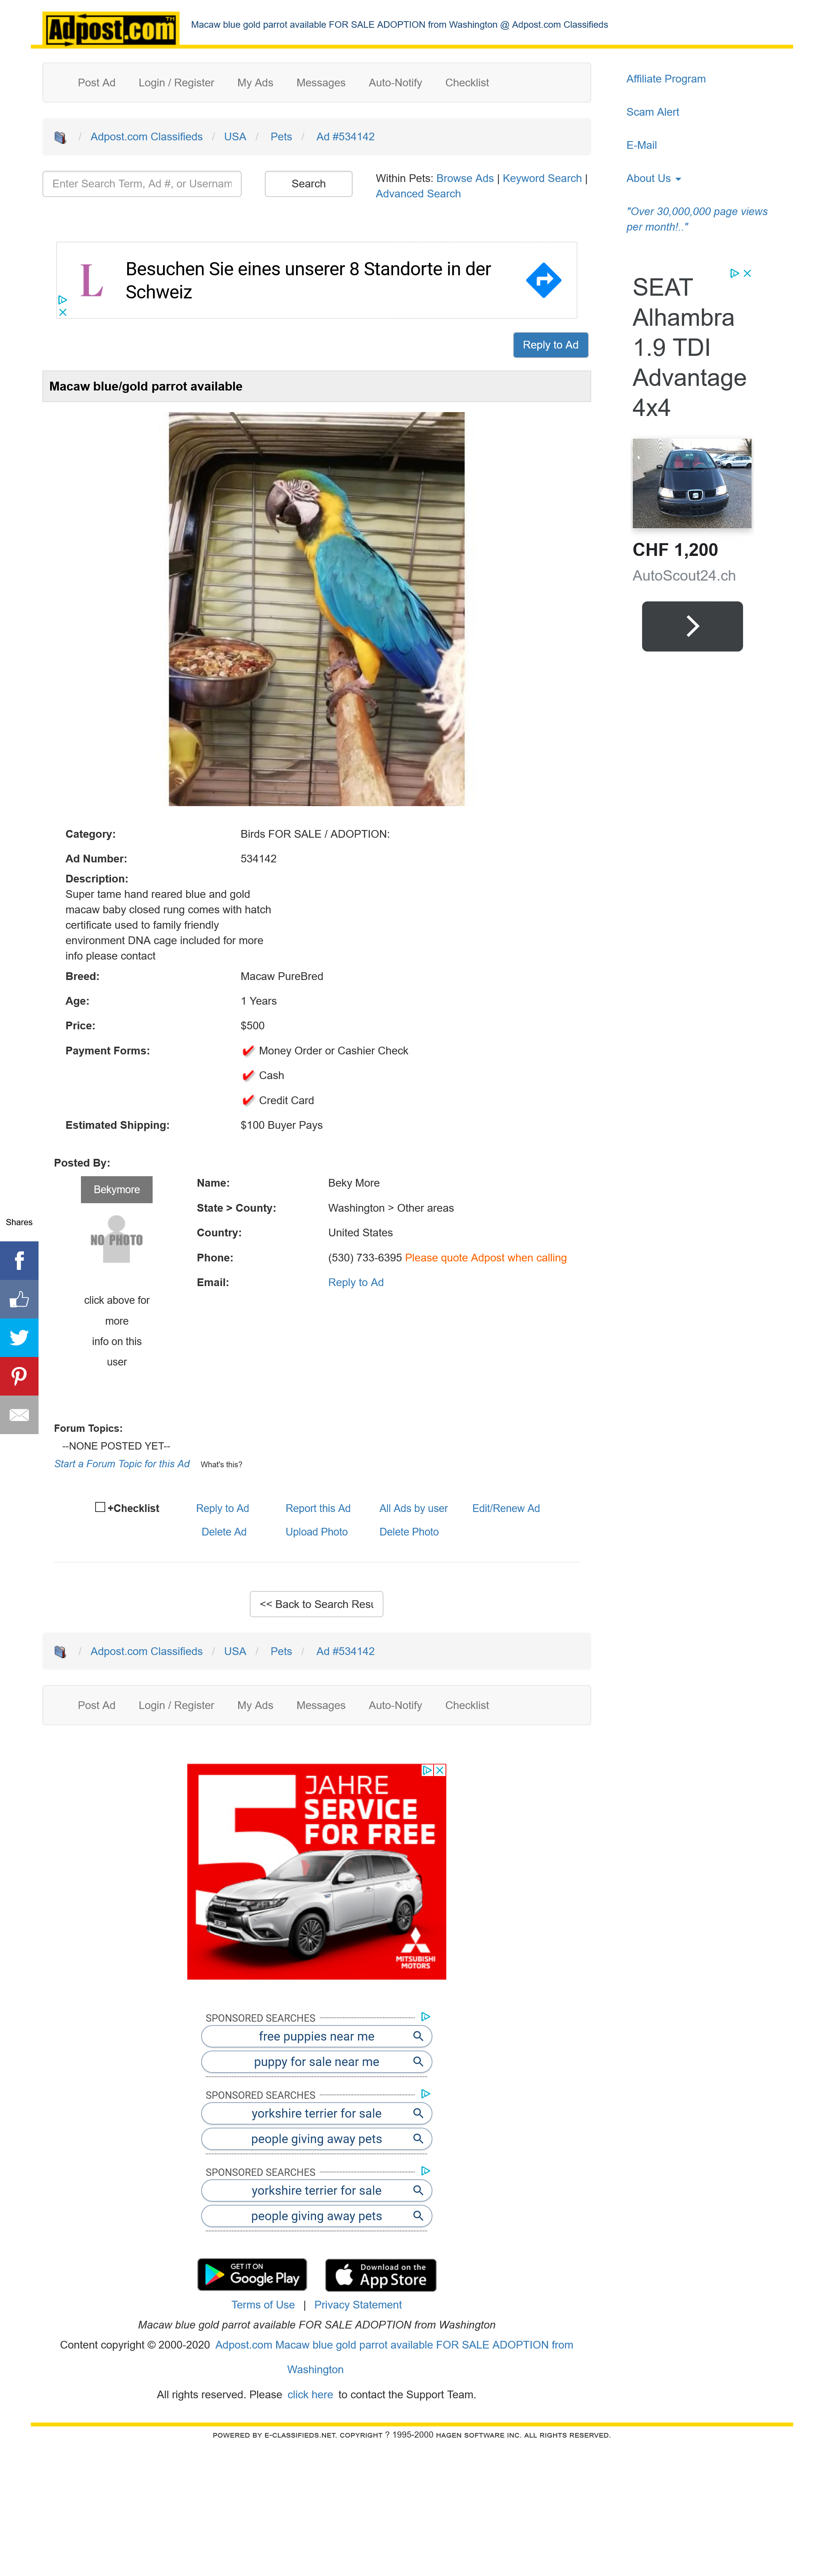 Adpost.com TM
Macaw blue gold parrot available FOR SALE ADOPTION from Washington @ Adpost.com Classifieds
Post Ad Login / Register My Ads Messages Auto-Notify Checklist
/ Adpost.com Classifieds / USA / Pets / Ad #534142
Enter Search Term, Ad #, or Usernam
Search
Within Pets: Browse Ads | Keyword Search |
Advanced Search
Affiliate Program
Scam Alert
E-Mail
About Us
"Over 30,000,000 page views
per month!.."
L
Besuchen Sie eines unserer 8 Standorte in der
Schweiz
SEAT
Alhambra
1.9 TDI
Advantage
4x4
CHF 1,200
AutoScout24.ch
Reply to Ad
Macaw blue/gold parrot available
Category: Birds FOR SALE / ADOPTION:
Ad Number: 534142
Description:
Super tame hand reared blue and gold
macaw baby closed rung comes with hatch
certificate used to family friendly
environment DNA cage included for more
info please contact
Breed: Macaw PureBred
Age: 1 Years
Price: $500
Payment Forms: Money Order or Cashier Check
Cash
Credit Card
Estimated Shipping: $100 Buyer Pays
Posted By:
Bekymore
NO PHOTO
click above for
more
info on this
user
Name: Beky More
State > County: Washington > Other areas
Country: United States
Phone: (530) 733-6395 Please quote Adpost when calling
Email: Reply to Ad
Shares
Forum Topics:
--NONE POSTED YET--
Start a Forum Topic for this Ad What's this?
+Checklist Reply to Ad Report this Ad All Ads by user Edit/Renew Ad
Delete Ad Upload Photo Delete Photo
<< Back to Search Resu
/ Adpost.com Classifieds / USA / Pets / Ad #534142
Post Ad Login / Register My Ads Messages Auto-Notify Checklist
5 JAHRE
SERVICE
FOR FREE
MITSUBISHI
MOTORS
SPONSORED SEARCHES
free puppies near me
puppy for sale near me
SPONSORED SEARCHES
yorkshire terrier for sale
people giving away pets
SPONSORED SEARCHES
yorkshire terrier for sale
people giving away pets
GET IT ON
Google Play
Download on the
App Store
Terms of Use | Privacy Statement
Macaw blue gold parrot available FOR SALE ADOPTION from Washington
Content copyright © 2000-2020 Adpost.com Macaw blue gold parrot available FOR SALE ADOPTION from
Washington
All rights reserved. Please click here to contact the Support Team.
POWERED BY E-CLASSIFIEDS.NET. COPYRIGHT ? 1995-2000 HAGEN SOFTWARE INC. ALL RIGHTS RESERVED.